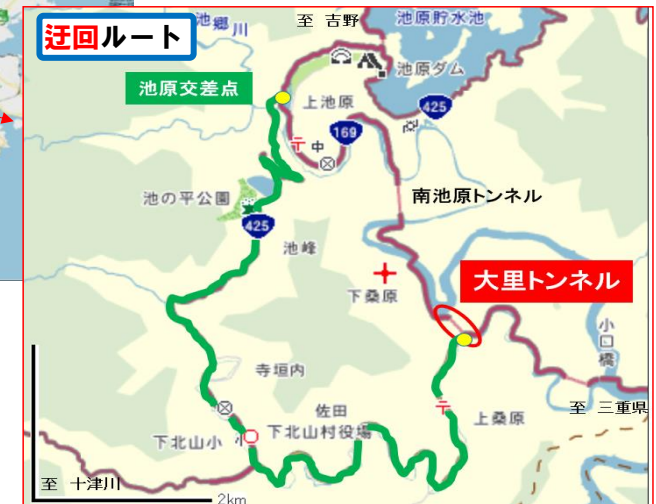 迂回ルート
池郷川
至 吉野
池原貯水池
池原ダム
池原交差点
上池原
425
169
中
池の平公園
南池原トンネル
425
池峰
大里トンネル
下桑原
小口橋
寺垣内
佐田
上桑原
至 三重県
下北山小
小
下北山村役場
至 十津川
2km